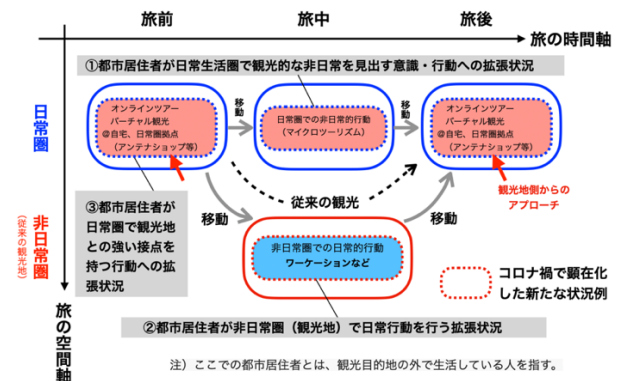 旅前
旅中
旅後
旅の時間軸
①都市居住者が日常生活圏で観光的な非日常を見出す意識・行動への拡張状況
日常圏
オンラインツアー
バーチャル観光
@自宅、日常圏拠点
（アンテナショップ等）
移動
日常圏での非日常的行動
（マイクロツーリズム）
移動
オンラインツアー
バーチャル観光
@自宅、日常圏拠点
（アンテナショップ等）
観光地側からの
アプローチ
従来の観光
③都市居住者が
日常圏で観光地
との強い接点を
持つ行動への拡
張状況
移動
移動
非日常圏
（従来の観光地）
非日常圏での日常的行動
ワーケーションなど
コロナ禍で顕在化
した新たな状況例
②都市居住者が非日常圏（観光地）で日常行動を行う拡張状況
旅の空間軸
注）ここでの都市居住者とは、観光目的地の外で生活している人を指す。